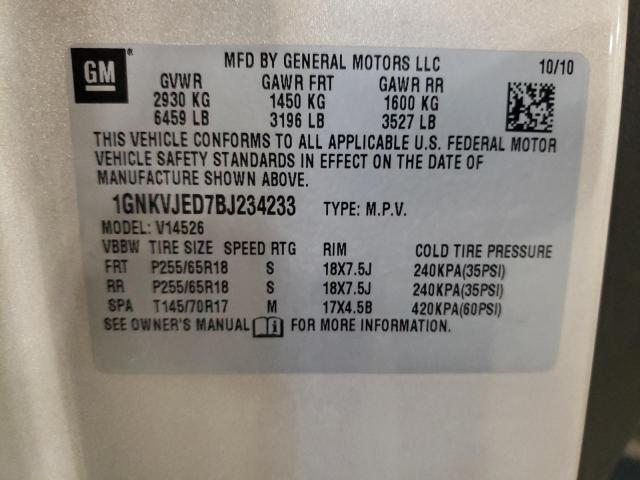 GM
MFD BY GENERAL MOTORS LLC 10/10
GVWR GAWR FRT GAWR RR
2930 KG 1450 KG 1600 KG
6459 LB 3196 LB 3527 LB
THIS VEHICLE CONFORMS TO ALL APPLICABLE U.S. FEDERAL MOTOR
VEHICLE SAFETY STANDARDS IN EFFECT ON THE DATE OF
MANUFACTURE SHOWN ABOVE.
1GNKVJED7BJ234233 TYPE: M.P.V.
MODEL: V14526
VBBW TIRE SIZE SPEED RTG RIM COLD TIRE PRESSURE
FRT P255/65R18 S 18X7.5J 240KPA(35PSI)
RR P255/65R18 S 18X7.5J 240KPA(35PSI)
SPA T145/70R17 M 17X4.5B 420KPA(60PSI)
SEE OWNER'S MANUAL FOR MORE INFORMATION.